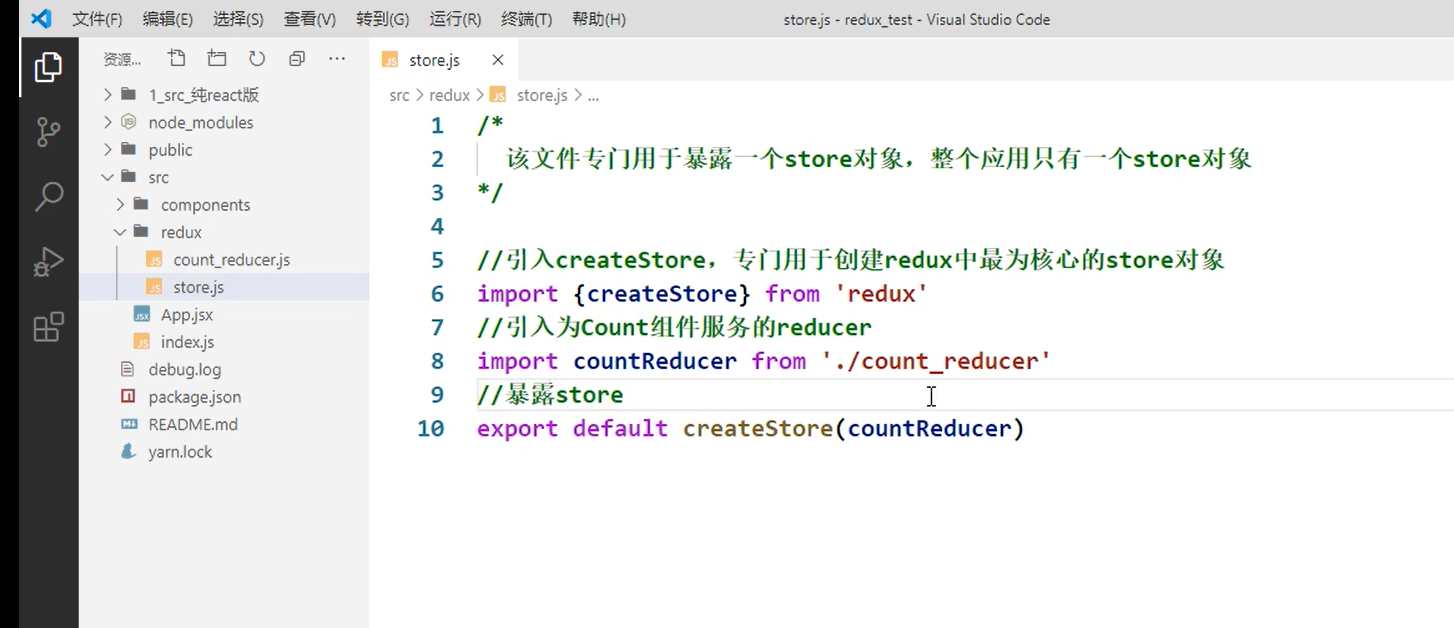 文件(F) 编辑(E) 选择(S) 查看(V) 转到(G) 运行(R) 终端(T) 帮助(H) store.js - redux_test - Visual Studio Code
资源...
1_src_纯react版
node_modules
public
src
components
redux
count_reducer.js
store.js
App.jsx
index.js
debug.log
package.json
README.md
yarn.lock
JS store.js
src > redux > JS store.js > ...
1 /*
2 该文件专门用于暴露一个store对象，整个应用只有一个store对象
3 */
4
5 //引入createStore，专门用于创建redux中最为核心的store对象
6 import {createStore} from 'redux'
7 //引入为Count组件服务的reducer
8 import countReducer from './count_reducer'
9 //暴露store
10 export default createStore(countReducer)